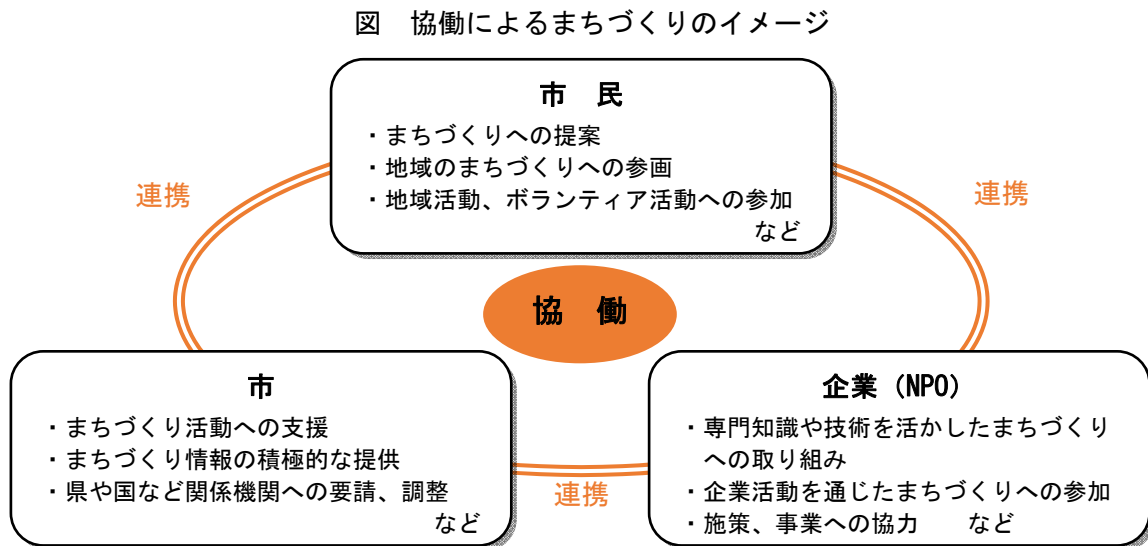 図　協働によるまちづくりのイメージ
市　民
・まちづくりへの提案
・地域のまちづくりへの参画
・地域活動、ボランティア活動への参加
など
連携
連携
協　働
市
・まちづくり活動への支援
・まちづくり情報の積極的な提供
・県や国など関係機関への要請、調整
など
連携
企業（NPO）
・専門知識や技術を活かしたまちづくり
への取り組み
・企業活動を通じたまちづくりへの参加
・施策、事業への協力　　など